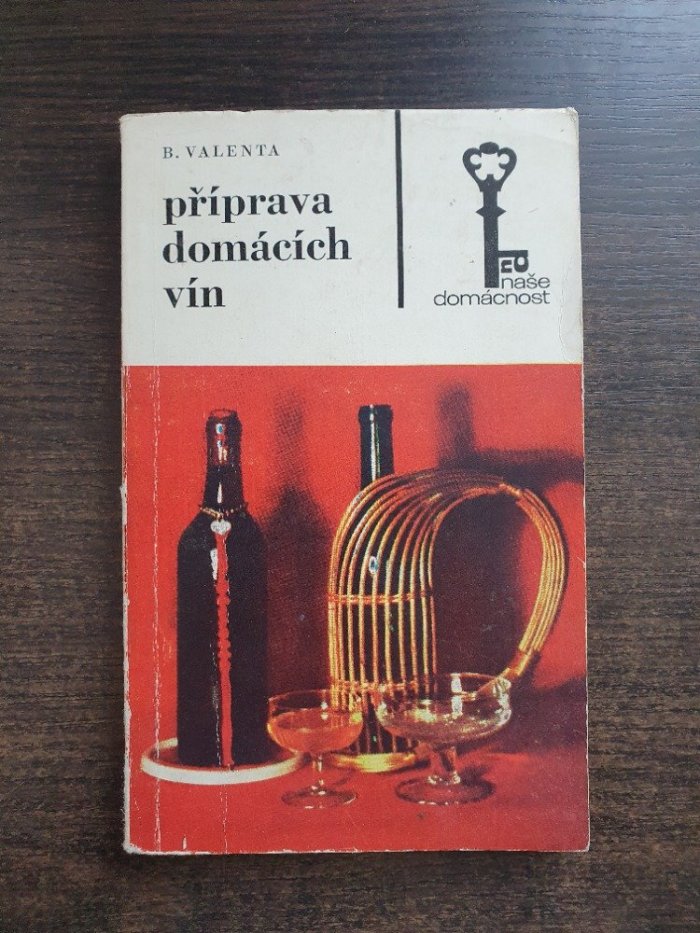 B. VALENTA
příprava
domácích
vín
naše
domácnost